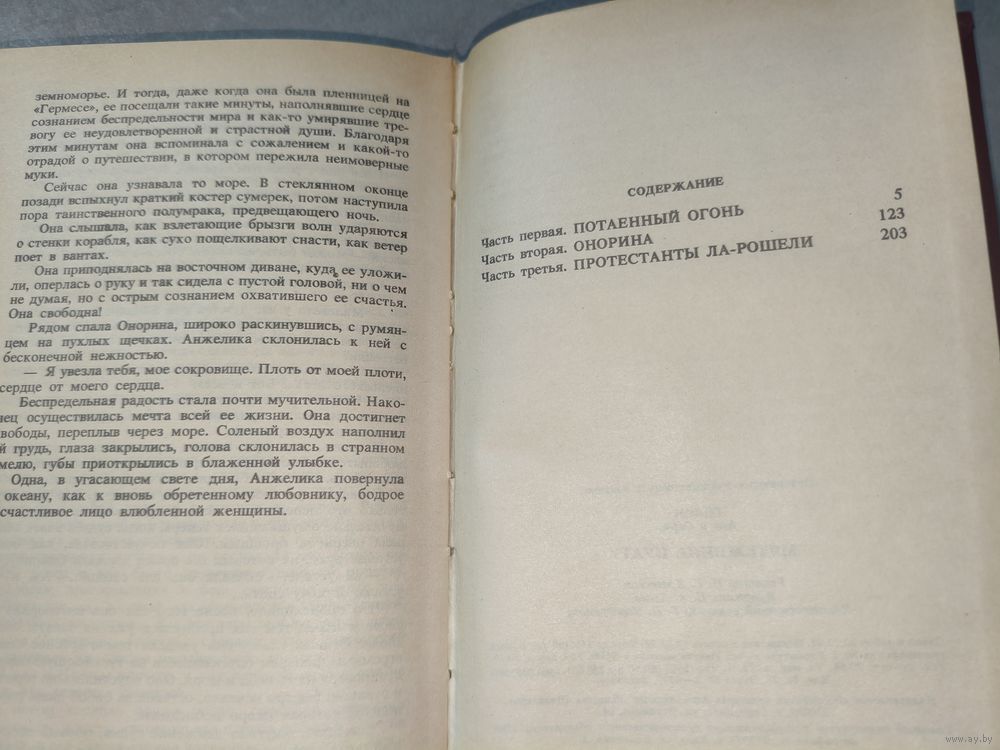 земноморье. И тогда, даже когда она была пленницей на
«Гермесе», ее посещали такие минуты, наполнявшие сердце
сознанием беспредельности мира и как-то умирявшие тре-
вогу ее неудовлетворенной и страстной души. Благодаря
этим минутам она вспоминала с сожалением и какой-то
отрадой о путешествии, в котором пережила неимоверные
муки.
Сейчас она узнавала то море. В стеклянном оконце
позади вспыхнул краткий костер сумерек, потом наступила
пора таинственного полумрака, предвещающего ночь.
Она слышала, как взлетающие брызги волн ударяются
о стенки корабля, как сухо пощелкивают снасти, как ветер
поет в вантах.
Она приподнялась на восточном диване, куда ее уложи-
ли, оперлась о руку и так сидела с пустой головой, ни о чем
не думая, но с острым сознанием охватившего ее счастья.
Она свободна!
Рядом спала Онорина, широко раскинувшись, с румян-
цем на пухлых щечках. Анжелика склонилась к ней с
бесконечной нежностью.
— Я увезла тебя, мое сокровище. Плоть от моей плоти,
сердце от моего сердца.
Беспредельная радость стала почти мучительной. Нако-
нец осуществилась мечта всей ее жизни. Она достигнет
вободы, переплыв через море. Соленый воздух наполнил
й грудь, глаза закрылись, голова склонилась в странном
мелю, губы приоткрылись в блаженной улыбке.
Одна, в угасающем свете дня, Анжелика повернула
океану, как к вновь обретенному любовнику, бодрое
счастливое лицо влюбленной женщины.
СОДЕРЖАНИЕ
Часть первая. ПОТАЕННЫЙ ОГОНЬ 5
Часть вторая. ОНОРИНА 123
Часть третья. ПРОТЕСТАНТЫ ЛА-РОШЕЛИ 203
www.ay.by